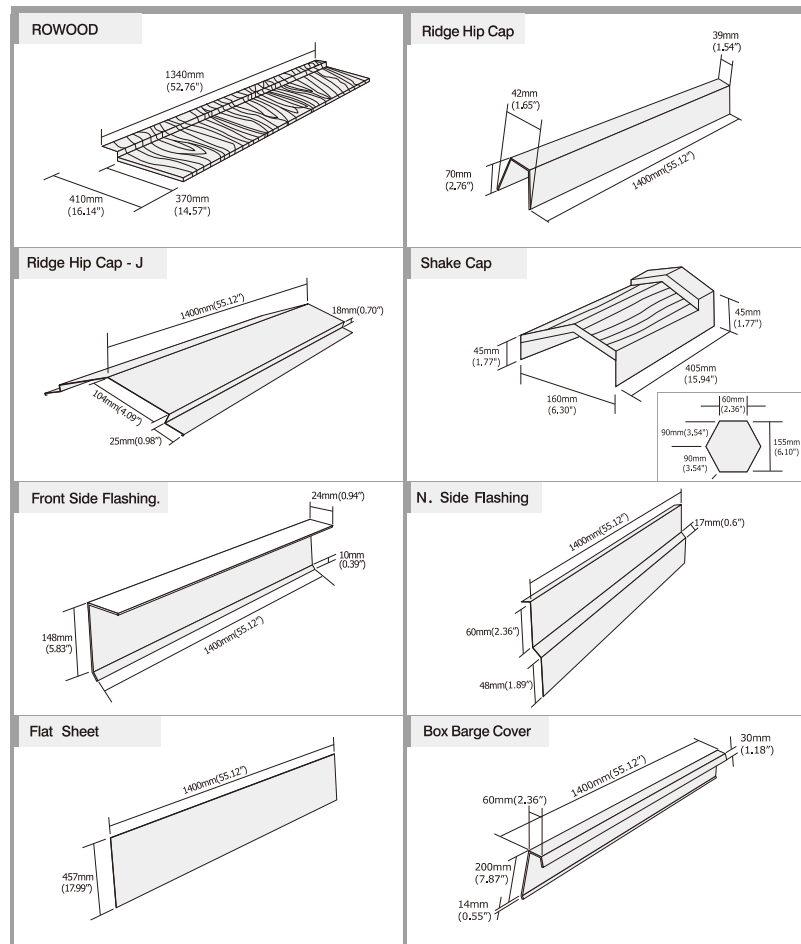 ROWOOD
1340mm
(52.76")
410mm
(16.14")
370mm
(14.57")
Ridge Hip Cap
39mm
(1.54")
42mm
(1.65")
70mm
(2.76")
1400mm(55.12")
Ridge Hip Cap - J
1400mm(55.12")
18mm(0.70")
104mm(4.09")
25mm(0.98")
Shake Cap
45mm
(1.77")
45mm
(1,77")
405mm
(15.94")
160mm
(6.30")
60mm
(2.36")
90mm(3.54")
155mm
(6.10")
90mm
(3.54")
Front Side Flashing.
24mm(0.94")
10mm
(0.39")
148mm
(5.83")
1400mm(55.12")
N. Side Flashing
1400mm(55.12")
17mm(0.6")
60mm(2.36")
48mm(1.89")
Flat Sheet
1400mm(55.12")
457mm
(17.99")
Box Barge Cover
30mm
(1.18")
1400mm(55.12")
60mm(2.36")
200mm
(7.87")
14mm
(0.55")